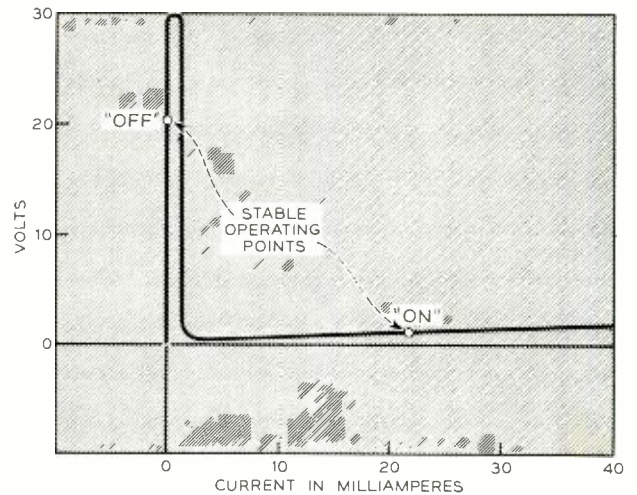 30
20
10
0
VOLTS
"OFF"
STABLE
OPERATING
POINTS
"ON"
0
10
20
30
40
CURRENT IN MILLIAMPERES